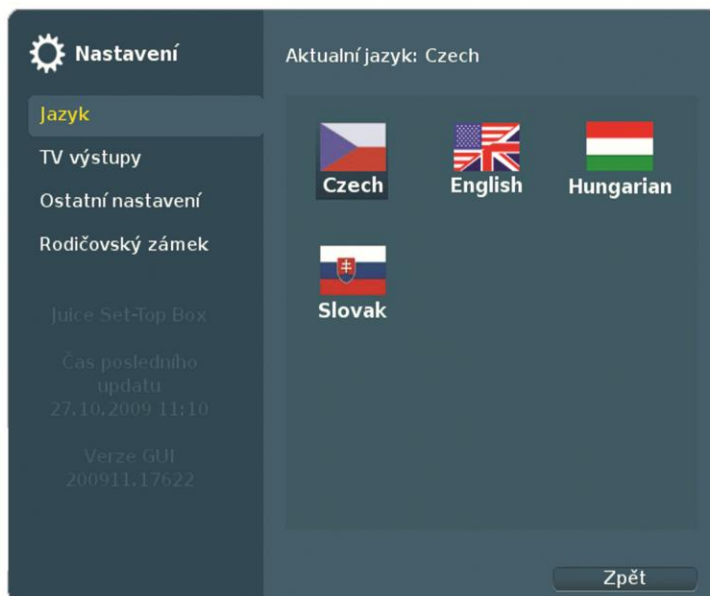 Nastavení
Jazyk
TV výstupy
Ostatní nastavení
Rodičovský zámek
Juice Set-Top Box
Čas posledního
updatu
27.10.2009 11:10
Verze GUI
200911.17622
Aktualní jazyk: Czech
Czech English Hungarian
Slovak
Zpět